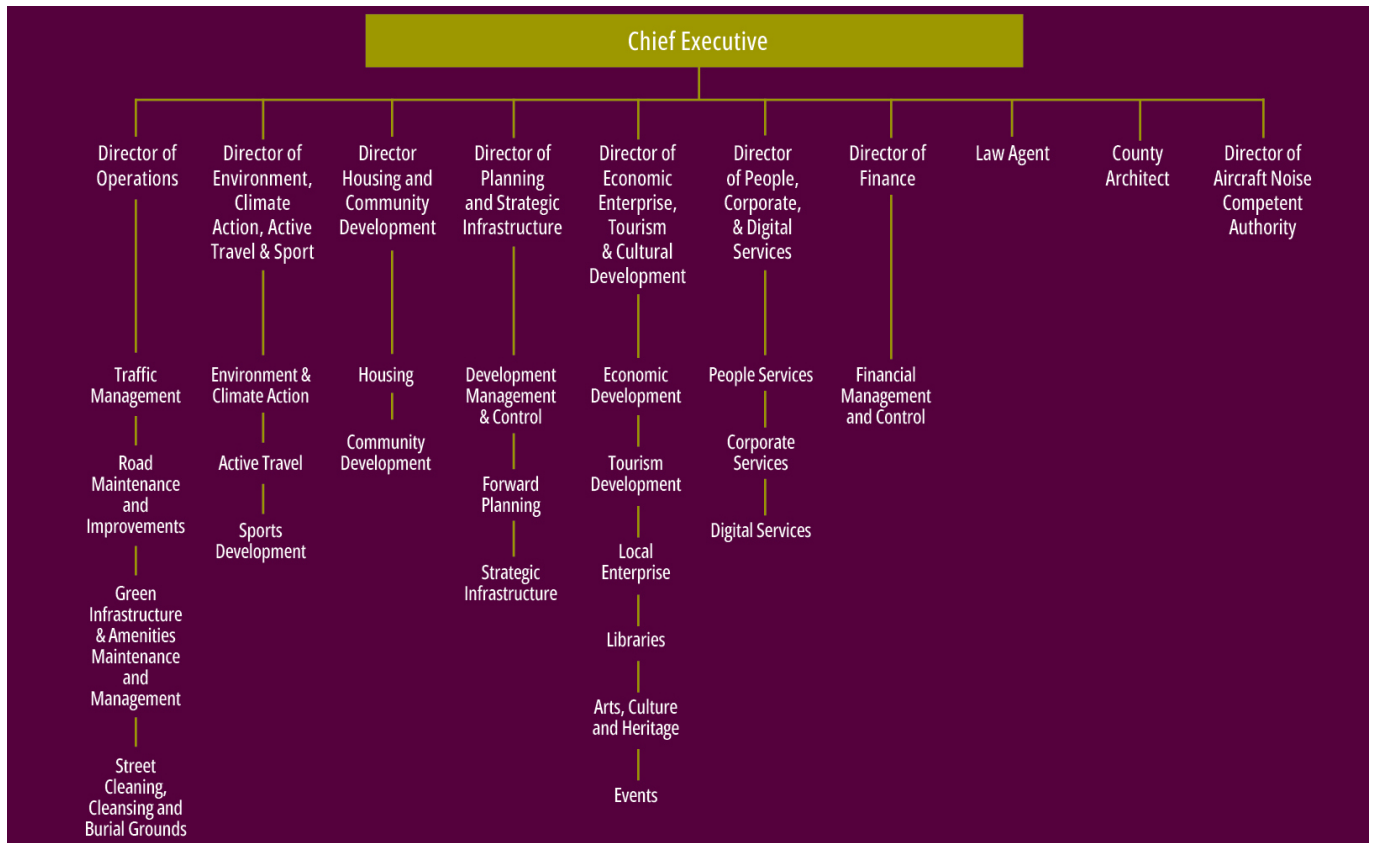 Chief Executive
Director of
Operations
Director of
Environment,
Climate
Action, Active
Travel & Sport
Director
Housing and
Community
Development
Director of
Planning
and Strategic
Infrastructure
Director of
Economic
Enterprise,
Tourism
& Cultural
Development
Director
of People,
Corporate,
& Digital
Services
Director of
Finance
Law Agent
County
Architect
Director of
Aircraft Noise
Competent
Authority
Traffic
Management
Road
Maintenance
and
Improvements
Green
Infrastructure
& Amenities
Maintenance
and
Management
Street
Cleaning,
Cleansing and
Burial Grounds
Environment &
Climate Action
Active Travel
Sports
Development
Housing
Community
Development
Development
Management
& Control
Forward
Planning
Strategic
Infrastructure
Economic
Development
Tourism
Development
Local
Enterprise
Libraries
Arts, Culture
and Heritage
Events
People Services
Corporate
Services
Digital Services
Financial
Management
and Control